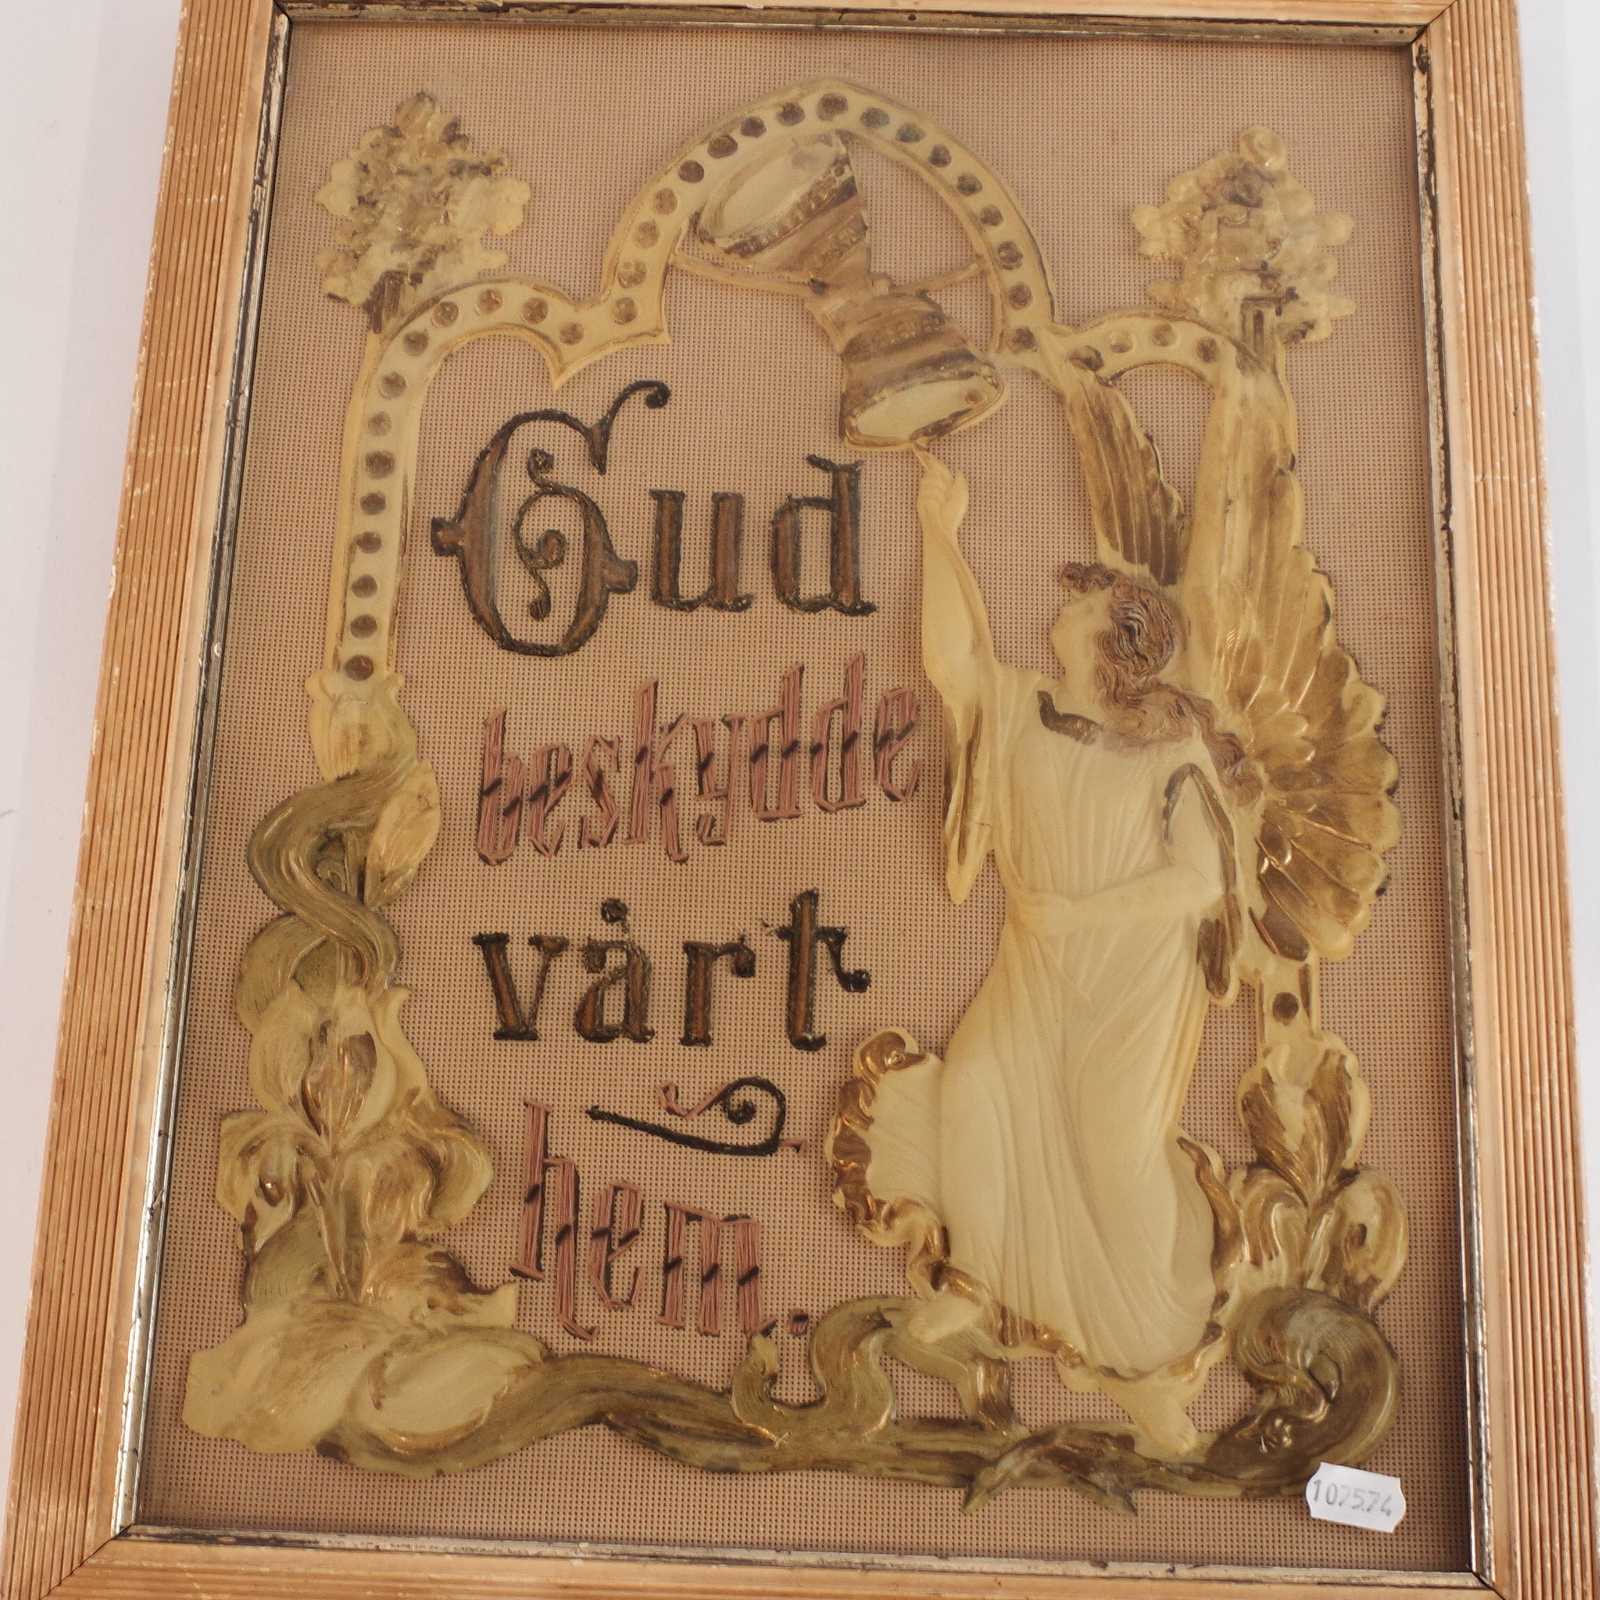 Gud
beskydde
vårt
hem.
107574